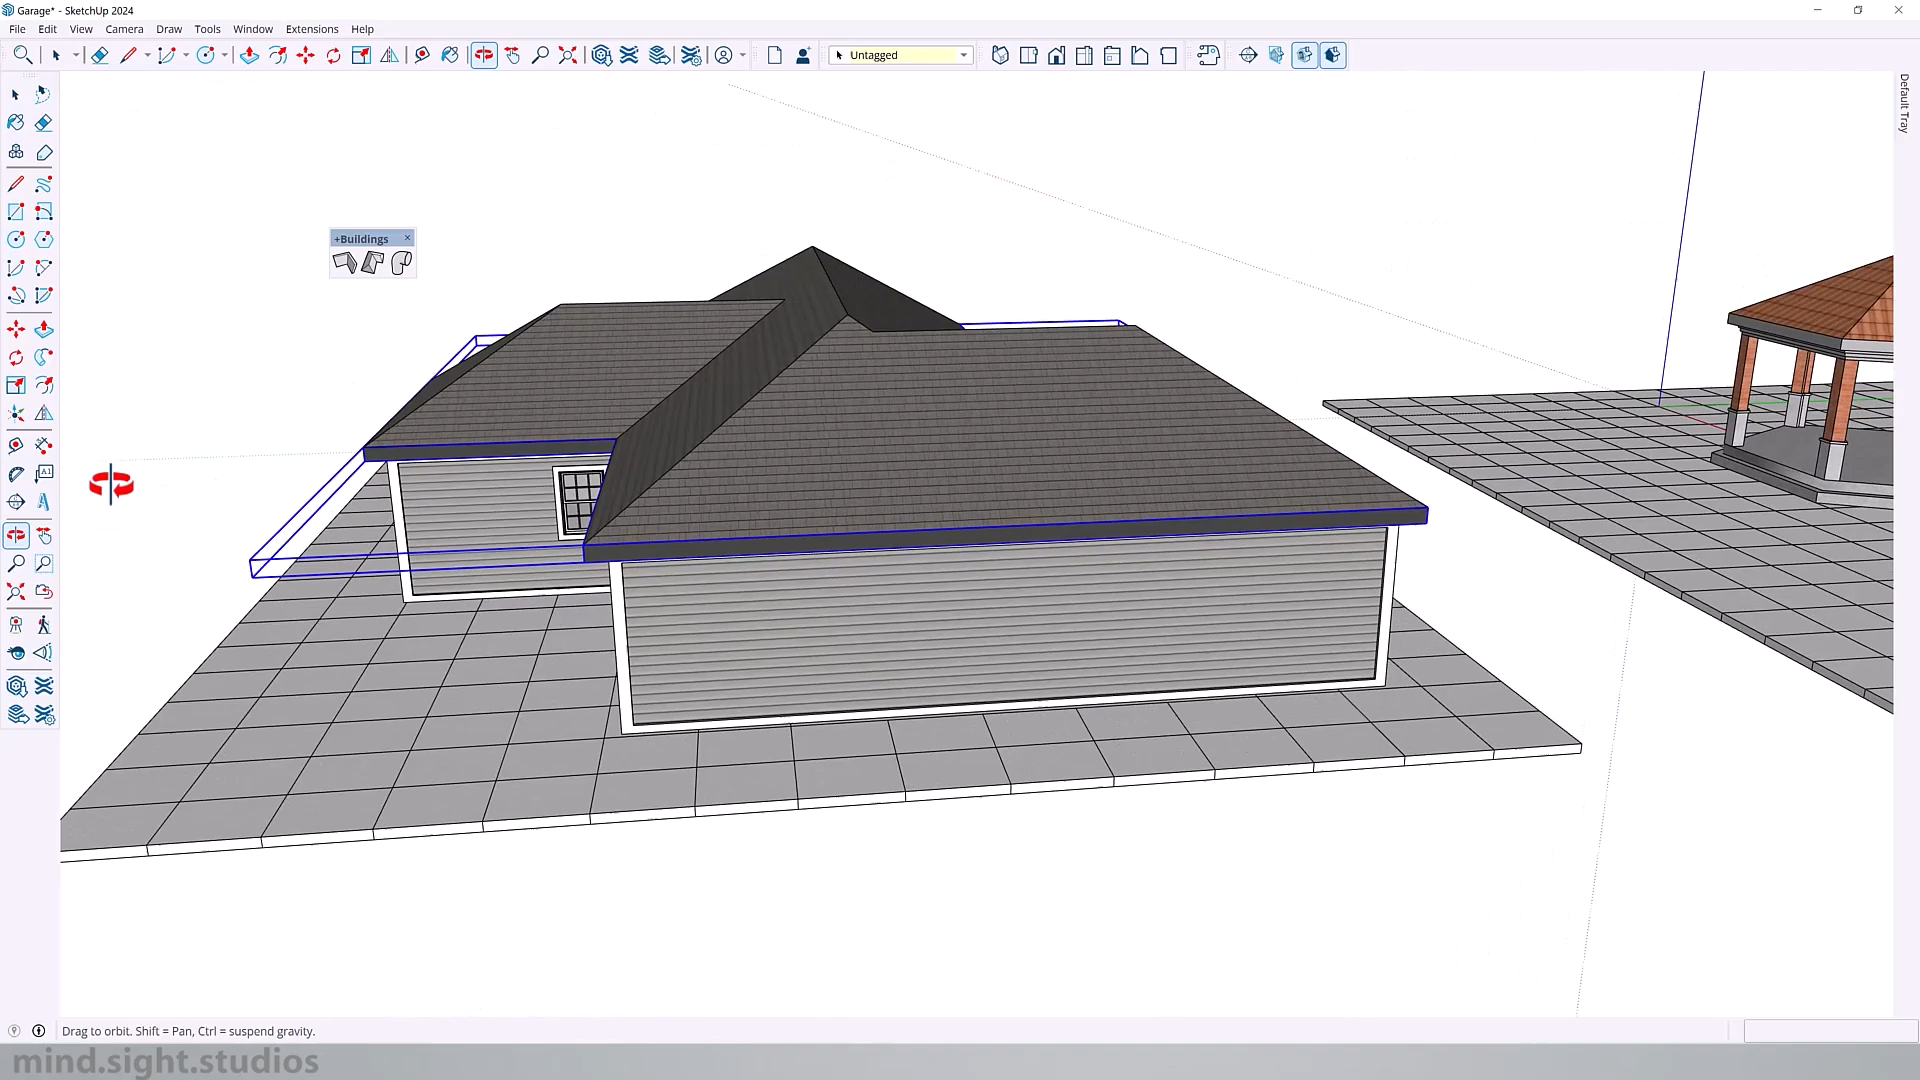 Garage* - SketchUp 2024
File Edit View Camera Draw Tools Window Extensions Help
Untagged
Default Tray
+Buildings
A1
Drag to orbit. Shift = Pan, Ctrl = suspend gravity.
mind.sight.studios